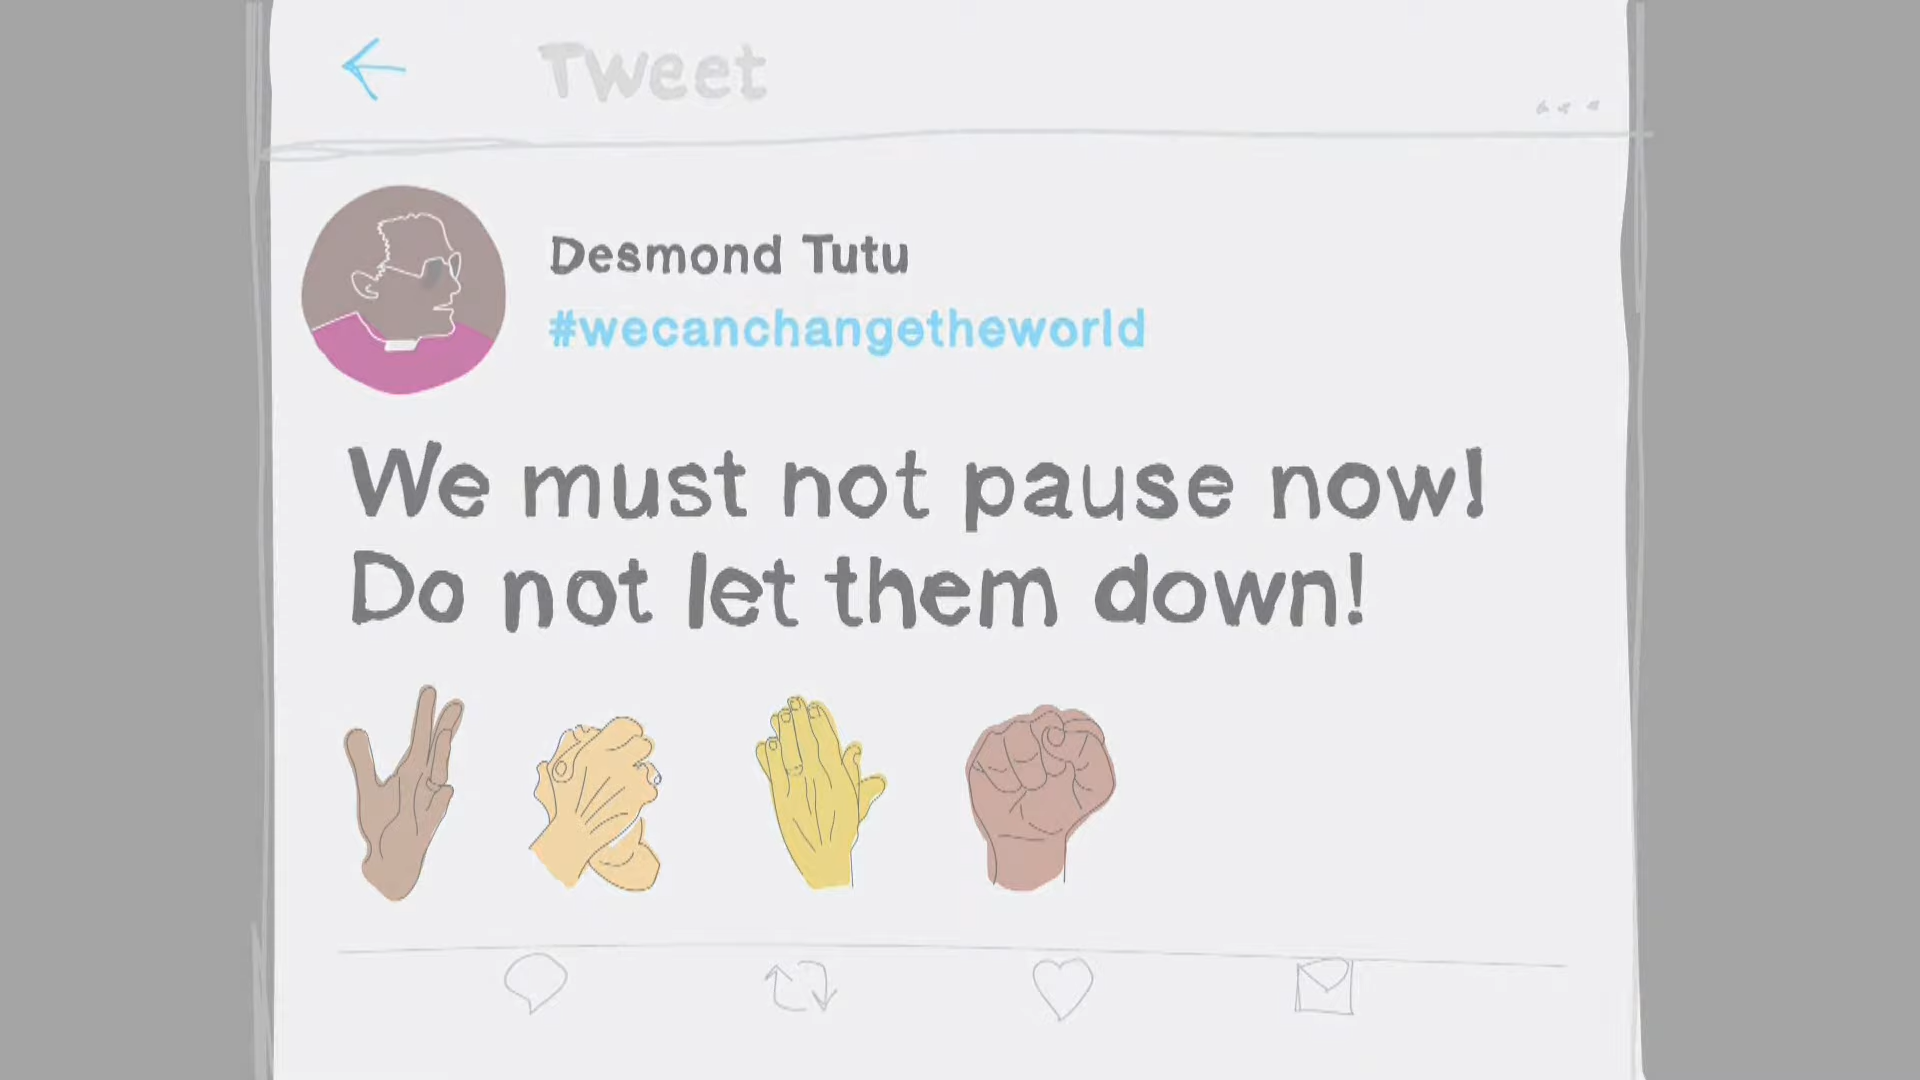 Tweet
Desmond Tutu
#wecanchangetheworld
We must not pause now!
Do not let them down!